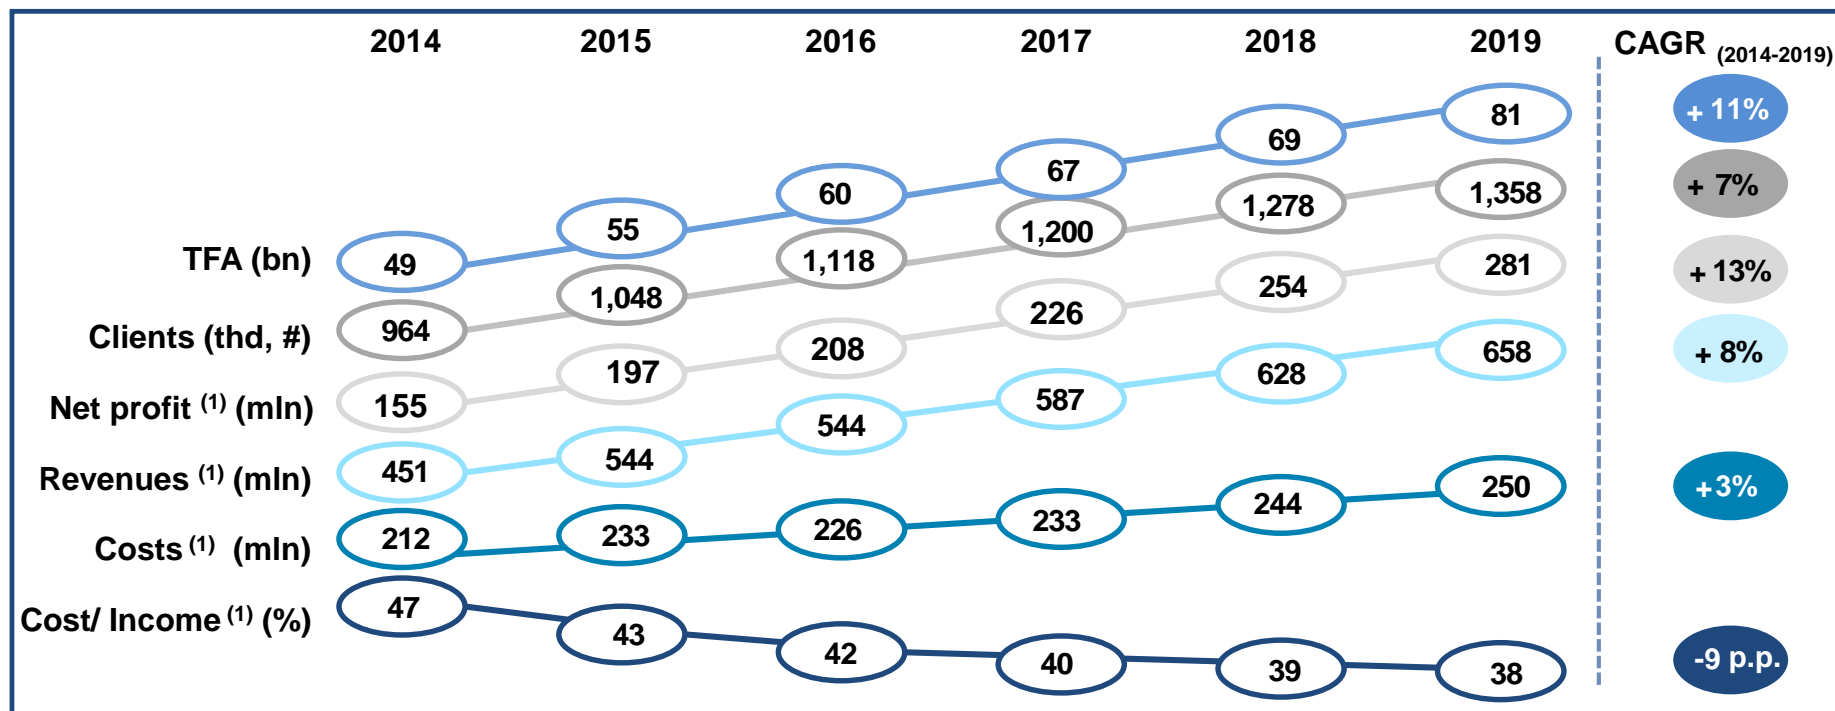 2014 2015 2016 2017 2018 2019 CAGR (2014-2019)
TFA (bn) 49 55 60 67 69 81 + 11%
Clients (thd, #) 964 1,048 1,118 1,200 1,278 1,358 + 7%
Net profit (1) (mln) 155 197 208 226 254 281 + 13%
Revenues (1) (mln) 451 544 544 587 628 658 + 8%
Costs (1) (mln) 212 233 226 233 244 250 +3%
Cost/ Income (1) (%) 47 43 42 40 39 38 -9 p.p.